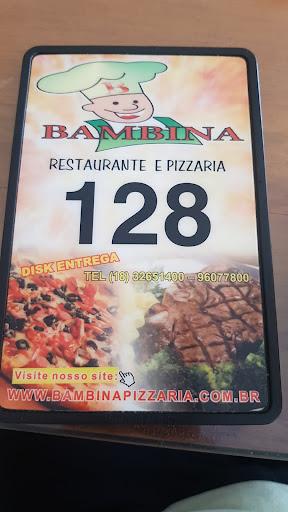 BAMBINA
RESTAURANTE E PIZZARIA
128
DISK ENTREGA
TEL (18) 32651400 - 96077800
Visite nosso site:
WWW.BAMBINAPIZZARIA.COM.BR